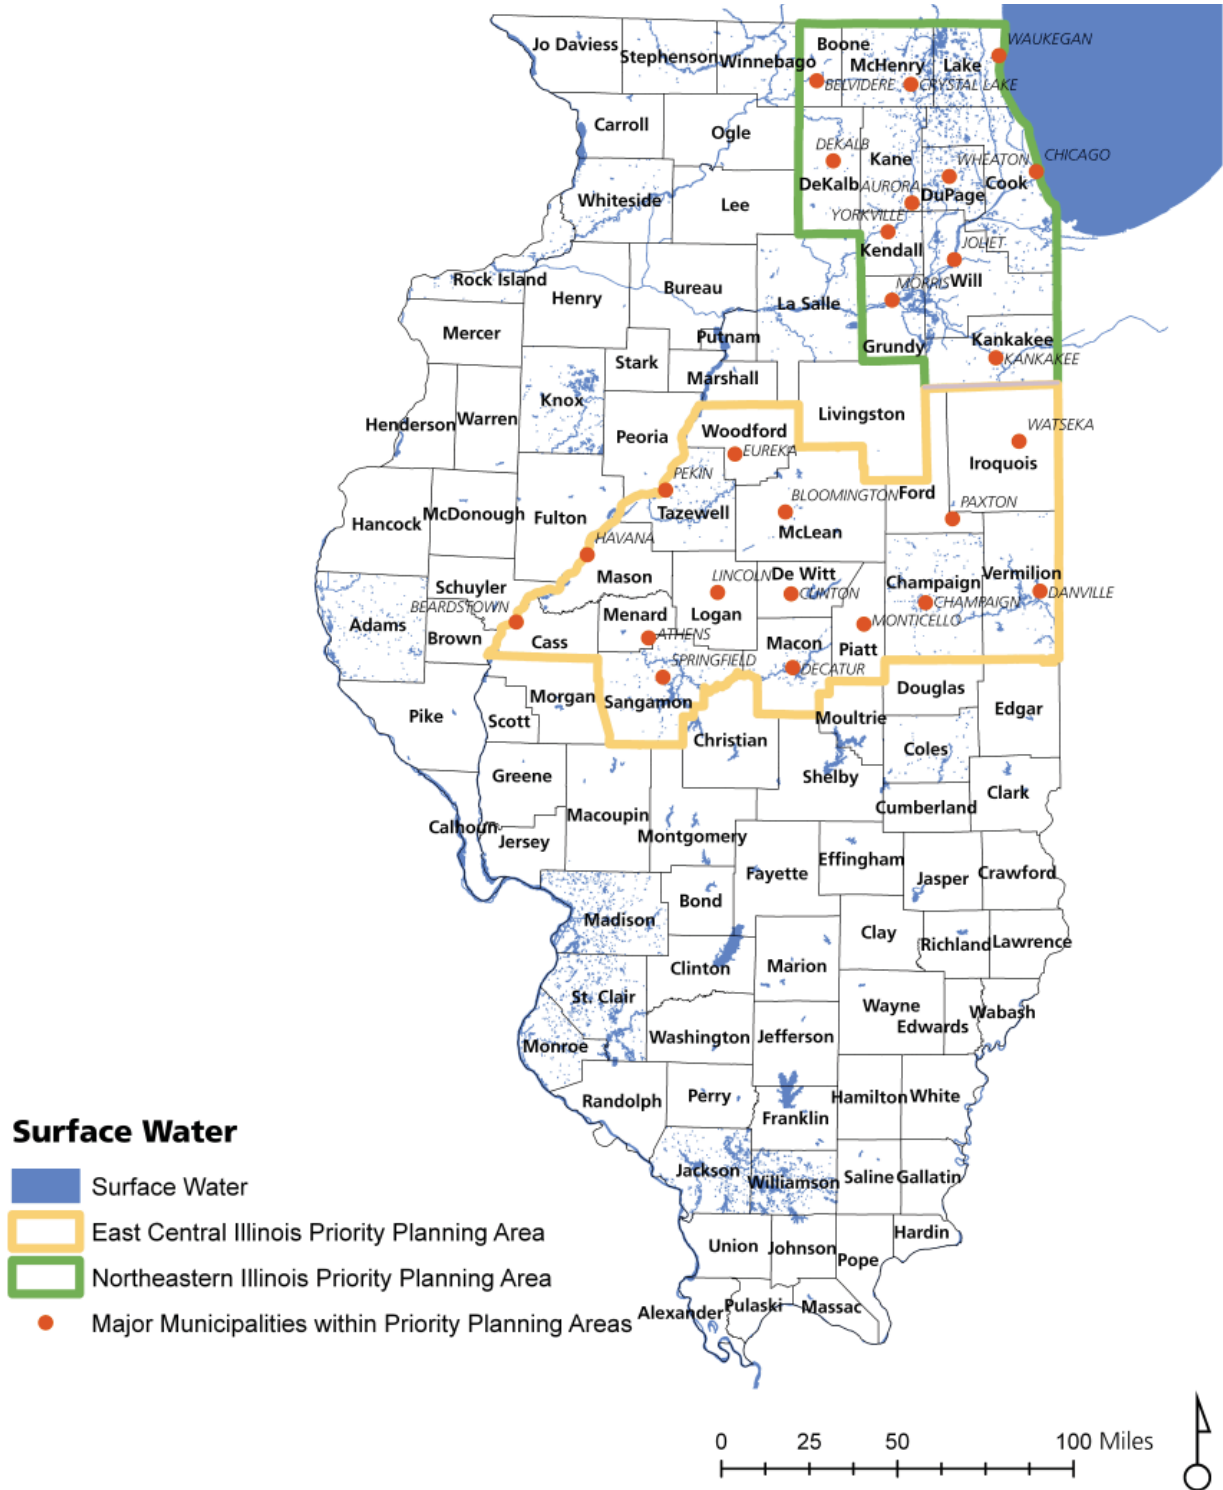 Jo Daviess
Stephenson
Winnebago
Boone
McHenry
Lake
WAUKEGAN
BELVIDERE
CRYSTAL LAKE
Carroll
Ogle
DEKALB
Kane
WHEATON
CHICAGO
Whiteside
Lee
DeKalb
AURORA
DuPage
Cook
YORKVILLE
Kendall
JOLIET
Rock Island
Henry
Bureau
La Salle
MORRIS
Will
Mercer
Putnam
Grundy
Kankakee
KANKAKEE
Stark
Marshall
Knox
Henderson
Warren
Peoria
Woodford
Livingston
WATSEKA
EUREKA
Iroquois
PEKIN
BLOOMINGTON
Ford
PAXTON
Hancock
McDonough
Fulton
Tazewell
McLean
HAVANA
Schuyler
Mason
LINCOLN
De Witt
Champaign
Vermilion
BEARDSTOWN
CLINTON
CHAMPAIGN
DANVILLE
Adams
Brown
Cass
Menard
Logan
MONTICELLO
ATHENS
Macon
Piatt
SPRINGFIELD
DECATUR
Pike
Scott
Morgan
Sangamon
Douglas
Edgar
Moultrie
Christian
Coles
Greene
Shelby
Clark
Macoupin
Cumberland
Calhoun
Jersey
Montgomery
Fayette
Effingham
Jasper
Crawford
Bond
Madison
Clay
Richland
Lawrence
Clinton
Marion
St. Clair
Wayne
Edwards
Wabash
Monroe
Washington
Jefferson
Randolph
Perry
Hamilton
White
Franklin
Jackson
Williamson
Saline
Gallatin
Union
Johnson
Pope
Hardin
Alexander
Pulaski
Massac
Surface Water
Surface Water
East Central Illinois Priority Planning Area
Northeastern Illinois Priority Planning Area
Major Municipalities within Priority Planning Areas
0 25 50 100 Miles